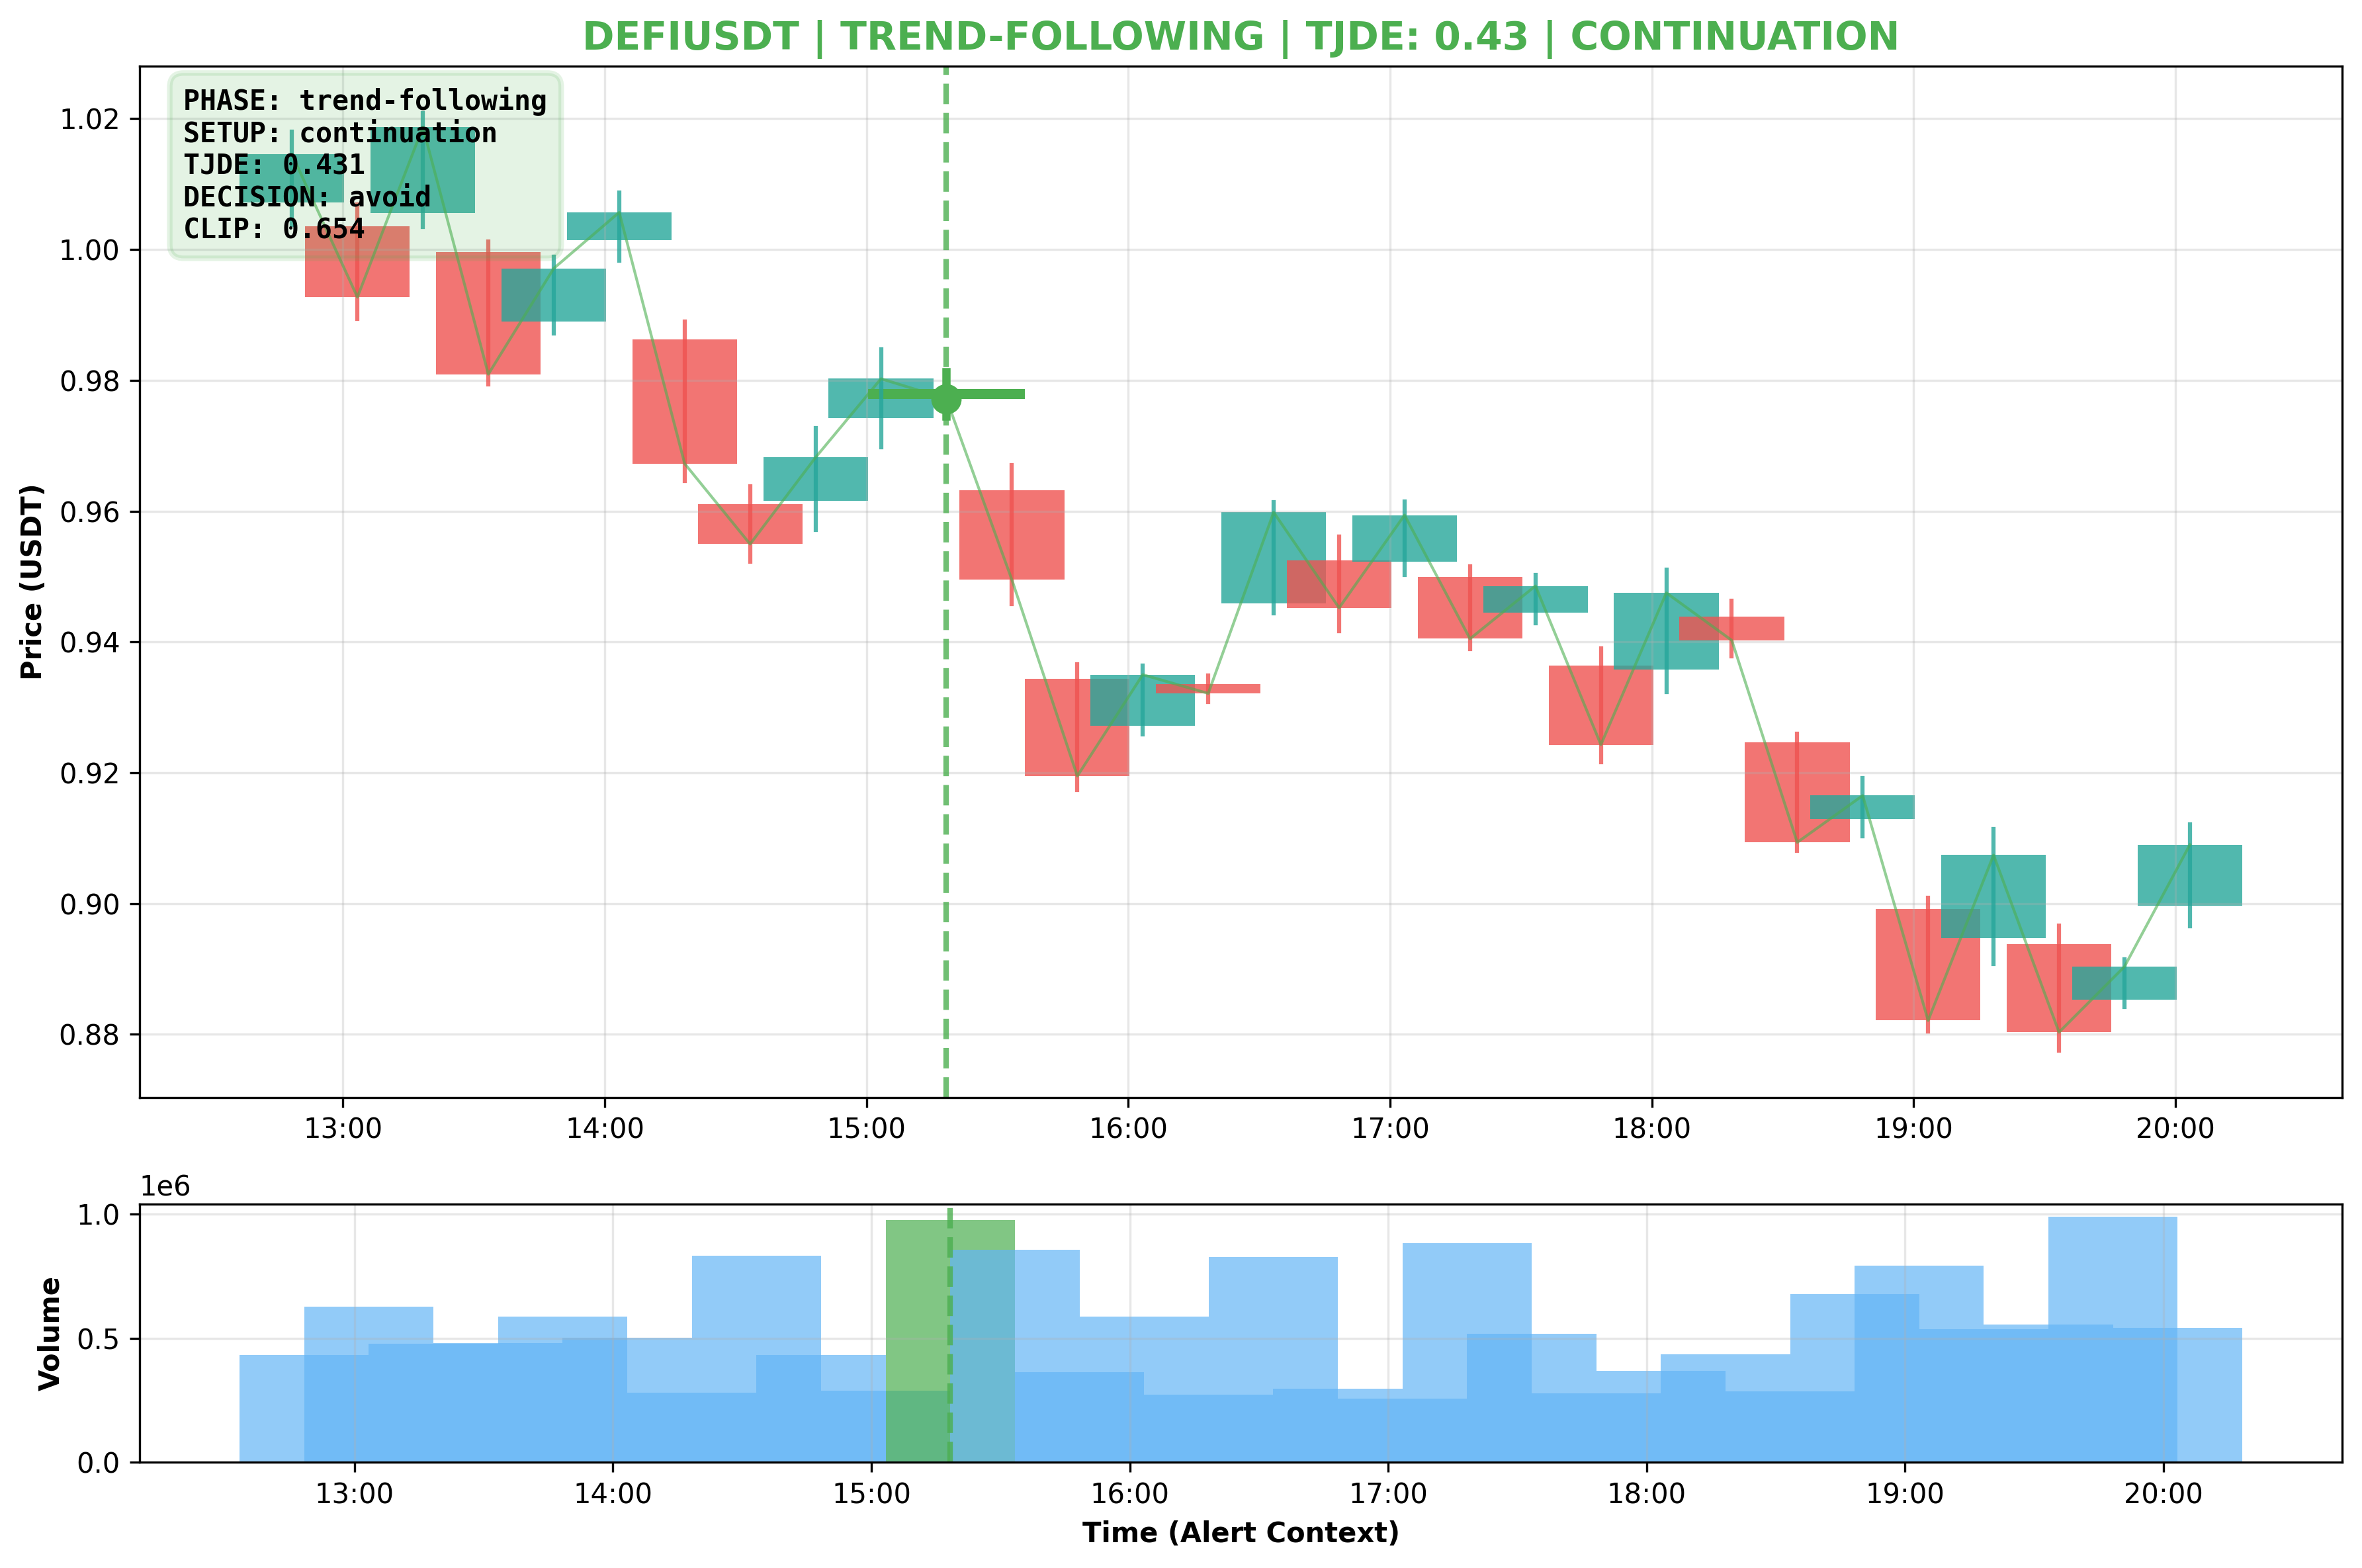 DEFIUSDT | TREND-FOLLOWING | TJDE: 0.43 | CONTINUATION
PHASE: trend-following
SETUP: continuation
TJDE: 0.431
DECISION: avoid
CLIP: 0.654
Price (USDT)
1.02
1.00
0.98
0.96
0.94
0.92
0.90
0.88
13:00 14:00 15:00 16:00 17:00 18:00 19:00 20:00
1e6
Volume
1.0
0.5
0.0
13:00 14:00 15:00 16:00 17:00 18:00 19:00 20:00
Time (Alert Context)